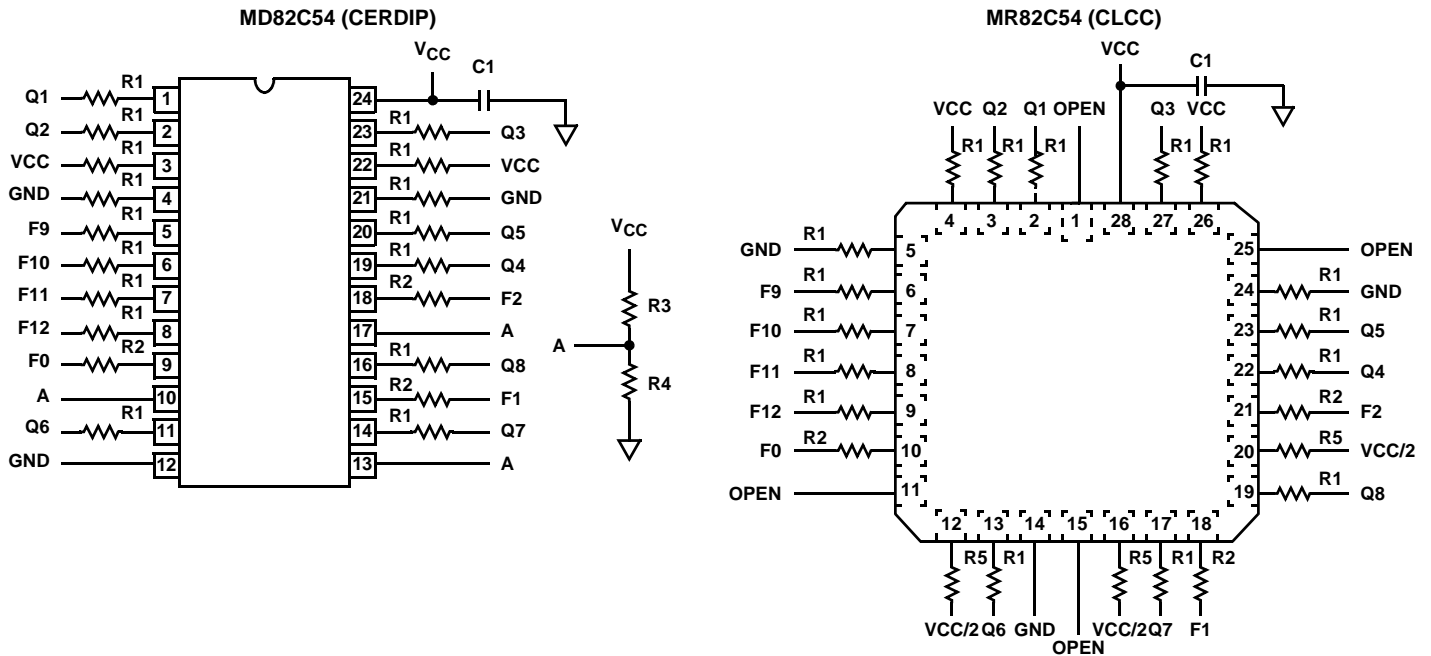 MD82C54 (CERDIP)
VCC
C1
Q1 R1 1
Q2 R1 2
VCC R1 3
GND R1 4
F9 R1 5
F10 R1 6
F11 R1 7
F12 R1 8
F0 R2 9
A 10
Q6 R1 11
GND 12
24
23 R1 Q3
22 R1 VCC
21 R1 GND
20 R1 Q5
19 R1 Q4
18 R2 F2
17 A
16 R1 Q8
15 R2 F1
14 R1 Q7
13 A
VCC
R3
A
R4
MR82C54 (CLCC)
VCC
C1
VCC Q2 Q1 OPEN Q3 VCC
R1 R1 R1 R1 R1
4 3 2 1 28 27 26
GND R1 5
F9 R1 6
F10 R1 7
F11 R1 8
F12 R1 9
F0 R2 10
OPEN 11
25 OPEN
24 R1 GND
23 R1 Q5
22 R1 Q4
21 R2 F2
20 R5 VCC/2
19 R1 Q8
12 13 14 15 16 17 18
R5 R1 R5 R1 R2
VCC/2 Q6 GND OPEN VCC/2 Q7 F1